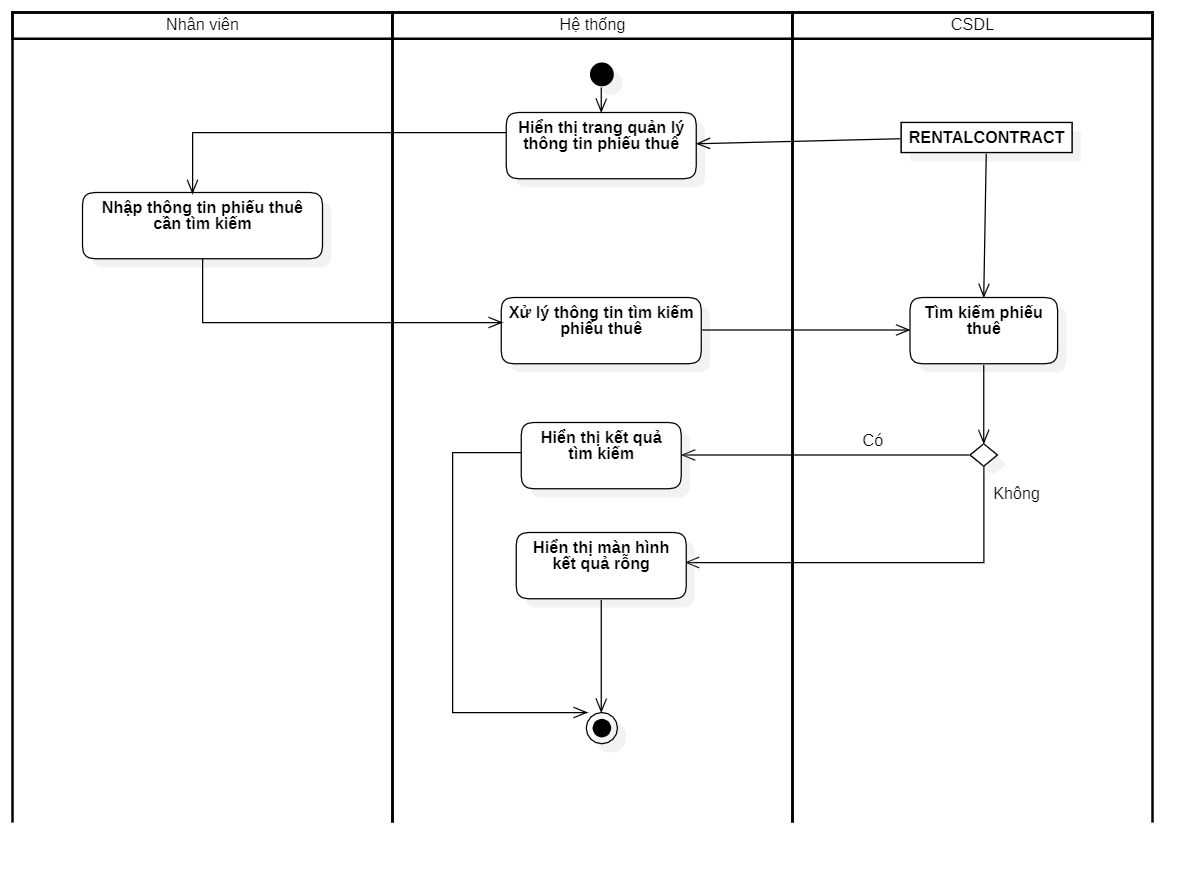 Nhân viên
Hệ thống
CSDL
Hiển thị trang quản lý
thông tin phiếu thuê
RENTALCONTRACT
Nhập thông tin phiếu thuê
cần tìm kiếm
Xử lý thông tin tìm kiếm
phiếu thuê
Tìm kiếm phiếu
thuê
Hiển thị kết quả
tìm kiếm
Có
Không
Hiển thị màn hình
kết quả rỗng